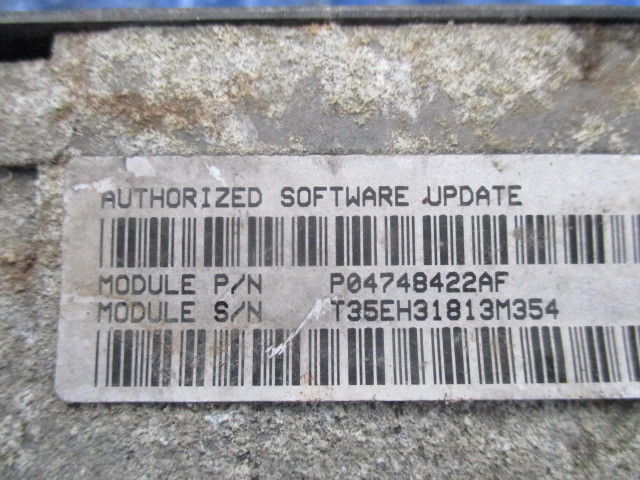 AUTHORIZED SOFTWARE UPDATE
MODULE P/N P04748422AF
MODULE S/N T35EH31813M354